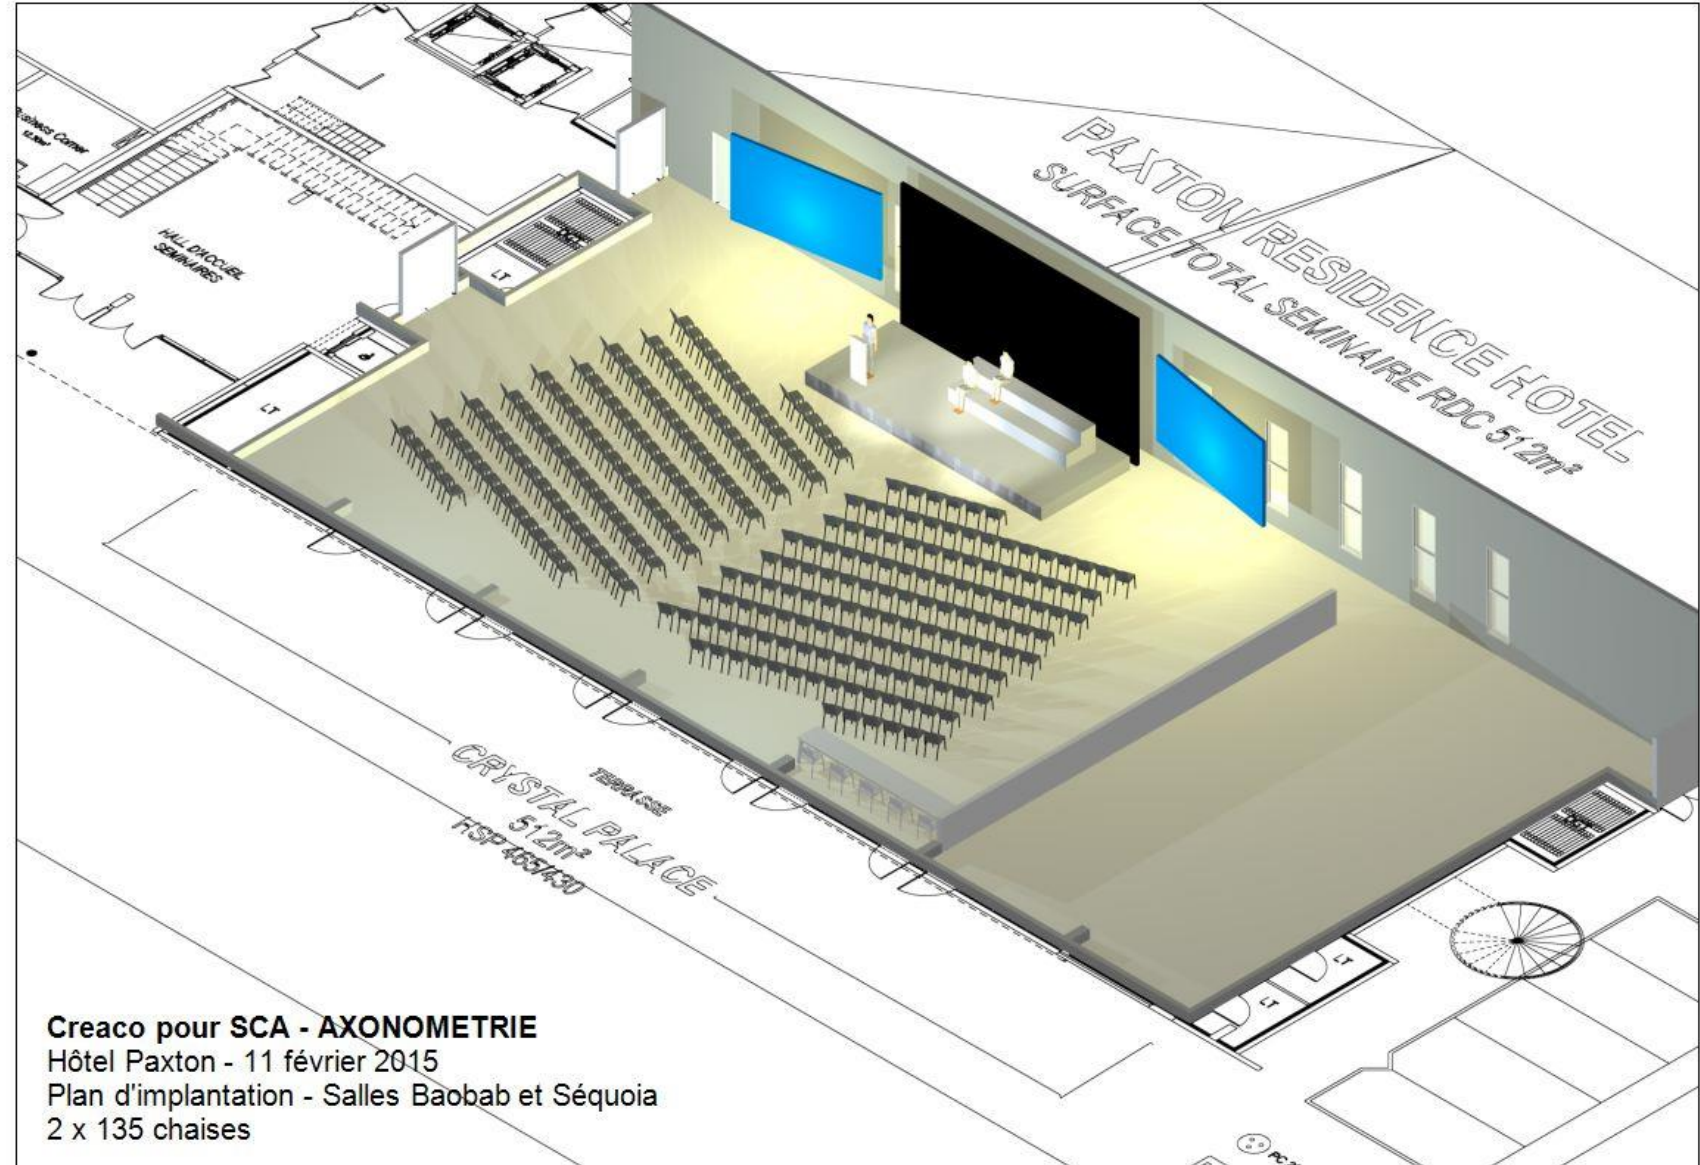 Business Corner
HALL D'ACCUEIL
SEMINAIRES
LT
LT
PAXTON RESIDENCE HOTEL
SURFACE TOTAL SEMINAIRE RDC 512m²
TERRASSE
CRYSTAL PALACE
512m²
HSP 465/430
LT
LT
Creaco pour SCA - AXONOMETRIE
Hôtel Paxton - 11 février 2015
Plan d'implantation - Salles Baobab et Séquoia
2 x 135 chaises